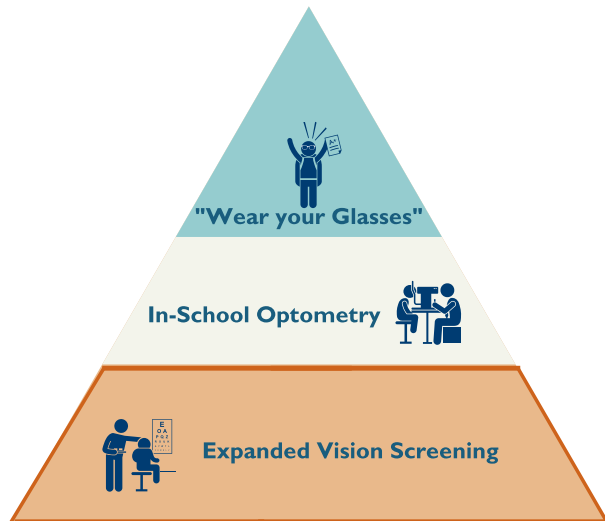 A+
"Wear your Glasses"
In-School Optometry
E
O A
P Q Z
Expanded Vision Screening